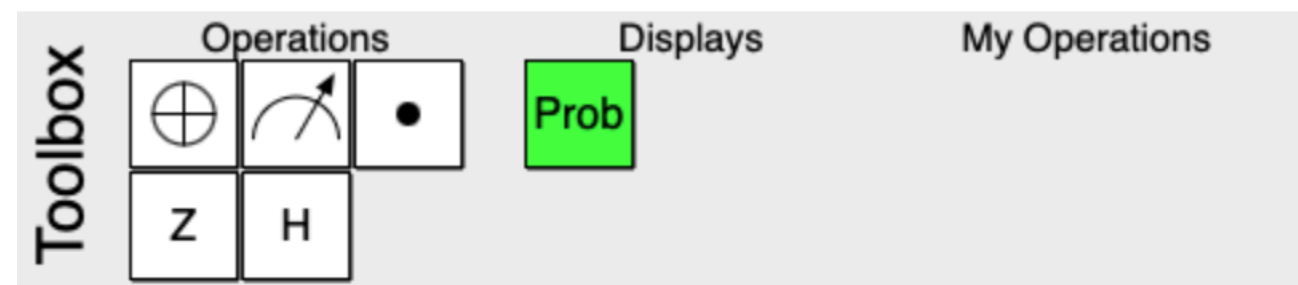 Toolbox
Operations
Displays
My Operations
Prob
Z
H